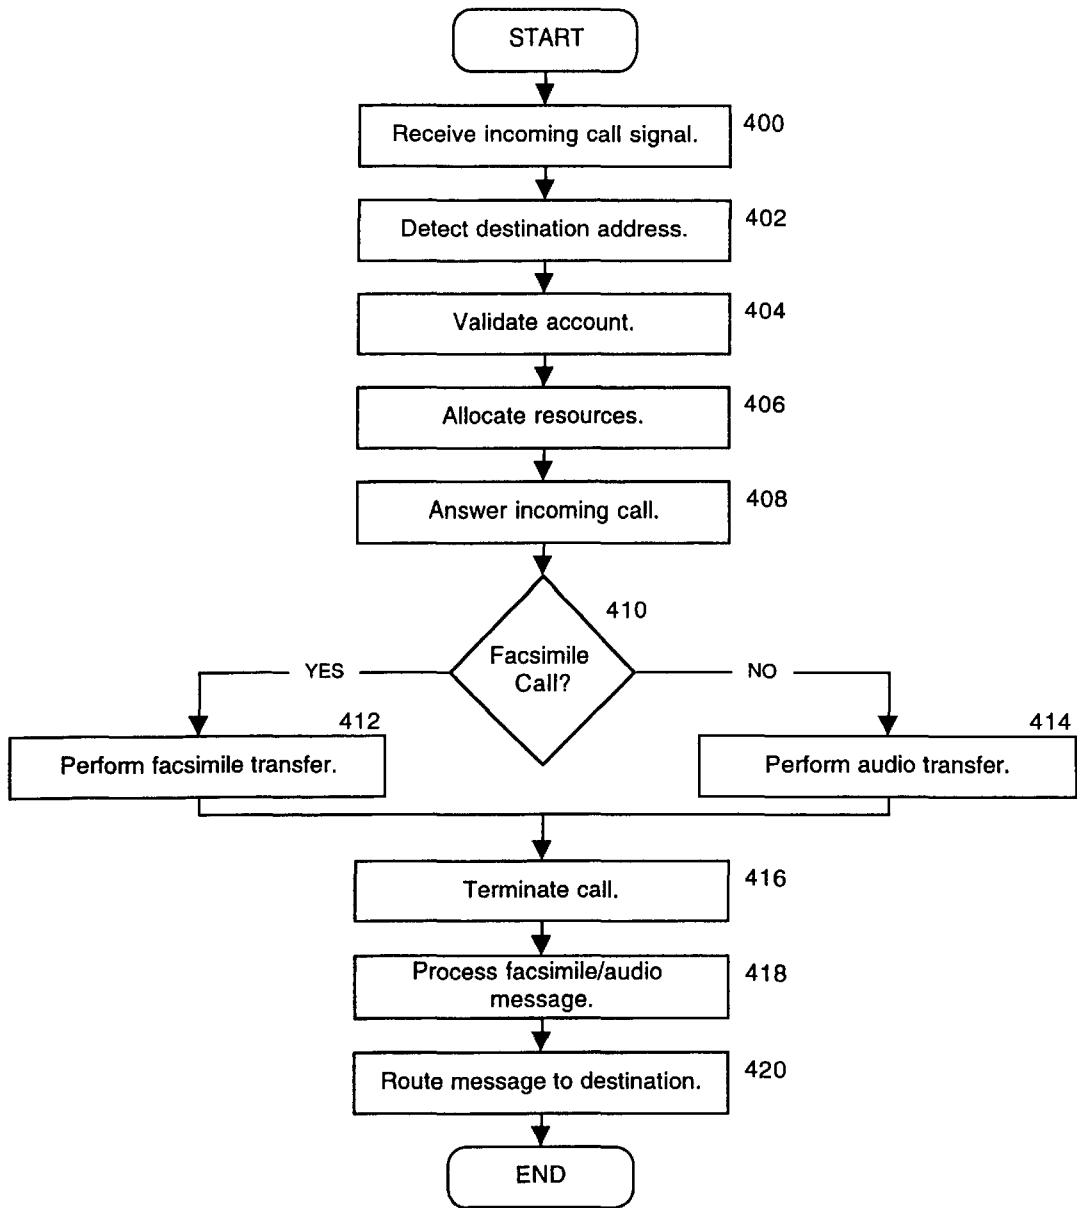 START
Receive incoming call signal.
400
Detect destination address.
402
Validate account.
404
Allocate resources.
406
Answer incoming call.
408
410
Facsimile
Call?
YES
NO
412
Perform facsimile transfer.
414
Perform audio transfer.
Terminate call.
416
Process facsimile/audio
message.
418
Route message to destination.
420
END